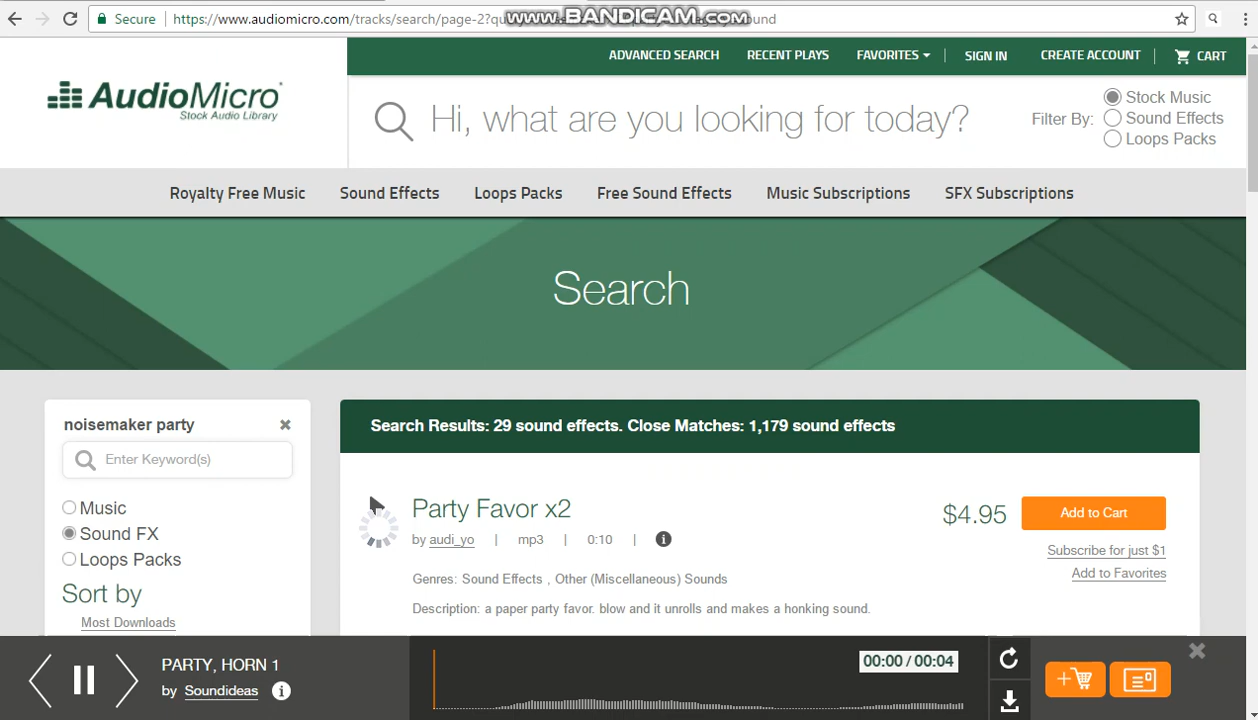 Secure https://www.audiomicro.com/tracks/search/page-2?qu
www.BANDICAM.com
ound
ADVANCED SEARCH RECENT PLAYS FAVORITES SIGN IN CREATE ACCOUNT CART
AudioMicro
Stock Audio Library
Hi, what are you looking for today?
Filter By:
Stock Music
Sound Effects
Loops Packs
Royalty Free Music Sound Effects Loops Packs Free Sound Effects Music Subscriptions SFX Subscriptions
Search
noisemaker party
Enter Keyword(s)
Music
Sound FX
Loops Packs
Sort by
Most Downloads
Search Results: 29 sound effects. Close Matches: 1,179 sound effects
Party Favor x2
$4.95
Add to Cart
by audi_yo | mp3 | 0:10 |
Subscribe for just $1
Add to Favorites
Genres: Sound Effects , Other (Miscellaneous) Sounds
Description: a paper party favor. blow and it unrolls and makes a honking sound.
PARTY, HORN 1
by Soundideas
00:00 / 00:04